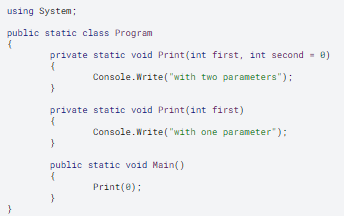 using System;
public static class Program
{
private static void Print(int first, int second = 0)
{
Console.Write("with two parameters");
}
private static void Print(int first)
{
Console.Write("with one parameter");
}
public static void Main()
{
Print(0);
}
}